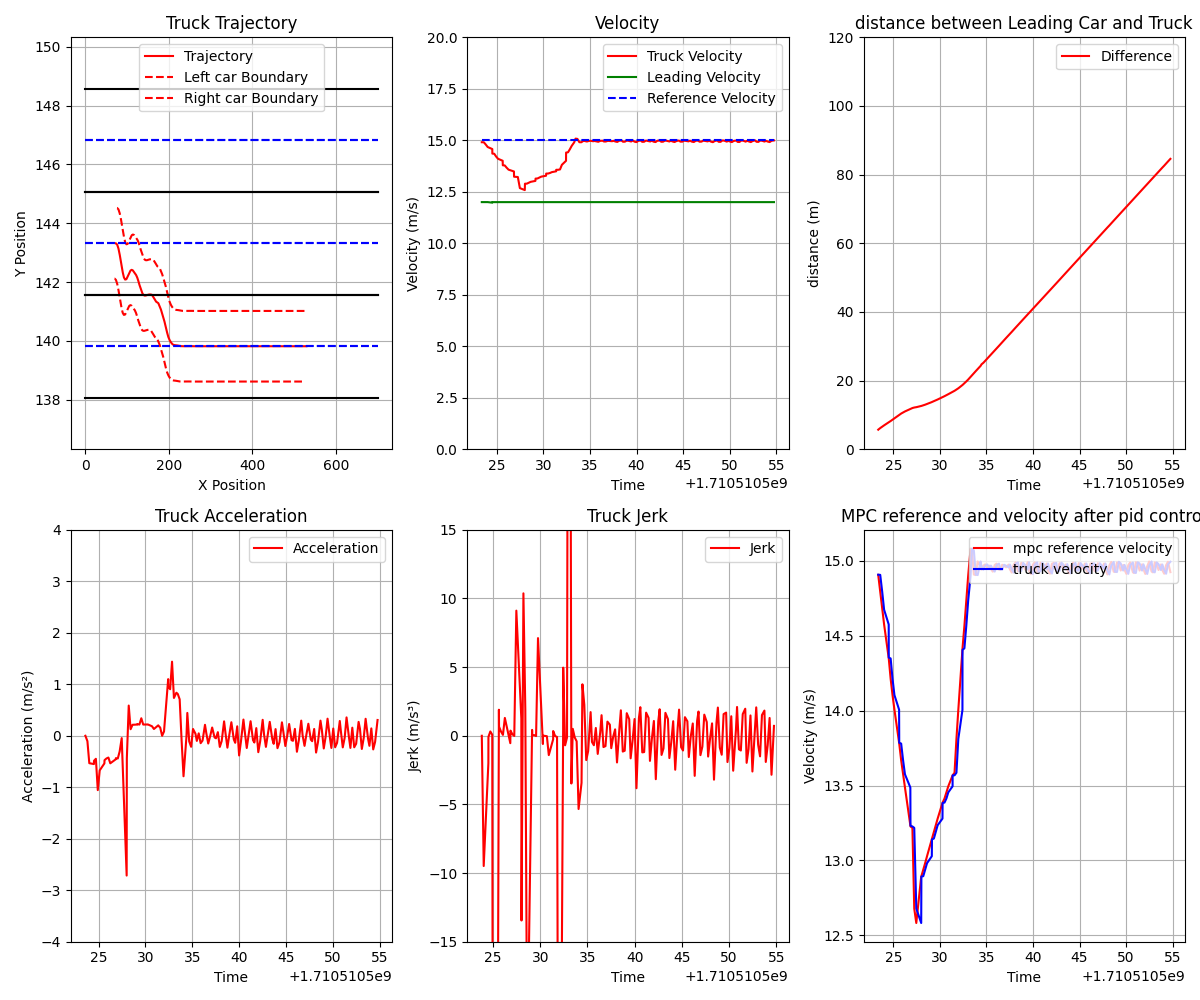 Truck Trajectory
Trajectory
Left car Boundary
Right car Boundary
150
148
146
144
142
140
138
Y Position
0
200
400
600
X Position
Velocity
Truck Velocity
Leading Velocity
Reference Velocity
20.0
17.5
15.0
12.5
10.0
7.5
5.0
2.5
0.0
Velocity (m/s)
25
30
35
40
45
50
55
Time
+1.7105105e9
distance between Leading Car and Truck
Difference
120
100
80
60
40
20
0
distance (m)
25
30
35
40
45
50
55
Time
+1.7105105e9
Truck Acceleration
Acceleration
4
3
2
1
0
−1
−2
−3
−4
Acceleration (m/s²)
25
30
35
40
45
50
55
Time
+1.7105105e9
Truck Jerk
Jerk
15
10
5
0
−5
−10
−15
Jerk (m/s³)
25
30
35
40
45
50
55
Time
+1.7105105e9
MPC reference and velocity after pid contro
mpc reference velocity
truck velocity
15.0
14.5
14.0
13.5
13.0
12.5
Velocity (m/s)
25
30
35
40
45
50
55
Time
+1.7105105e9